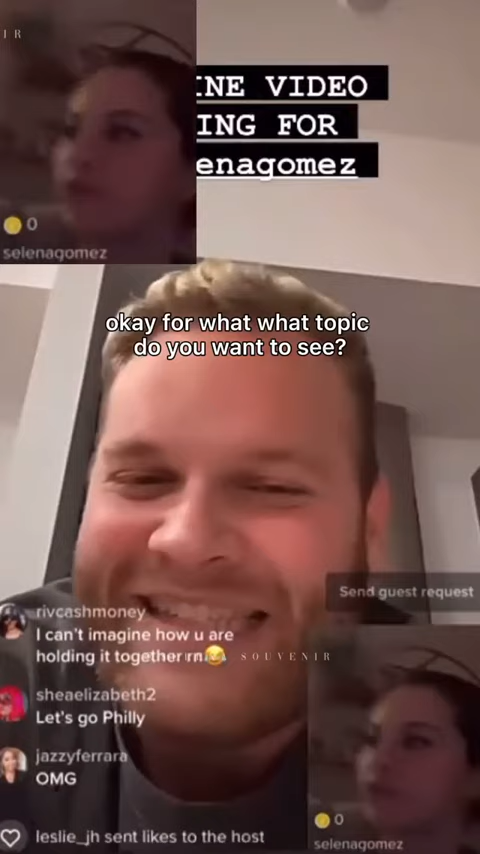 I R
INE VIDEO
ING FOR
enagomez
0
selenagomez
okay for what what topic
do you want to see?
Send guest request
rivcashmoney
I can't imagine how u are
holding it together rn😂
SOUVENIR
sheaelizabeth2
Let's go Philly
jazzyferrara
OMG
0
leslie_jh sent likes to the host
selenagomez